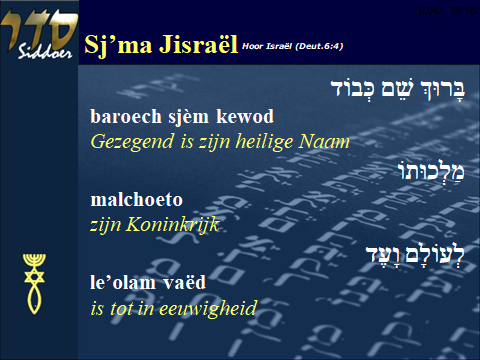 סדר
Siddoer
Sj’ma Jisraël Hoor Israël (Deut.6:4)
בָּרוּךְ שֵׁם כְּבוֹד
baroech sjèm kewod
Gezegend is zijn heilige Naam
מַלְכוּתוֹ
malchoeto
zijn Koninkrijk
לְעוֹלָם וָעֶד
le’olam vaëd
is tot in eeuwigheid